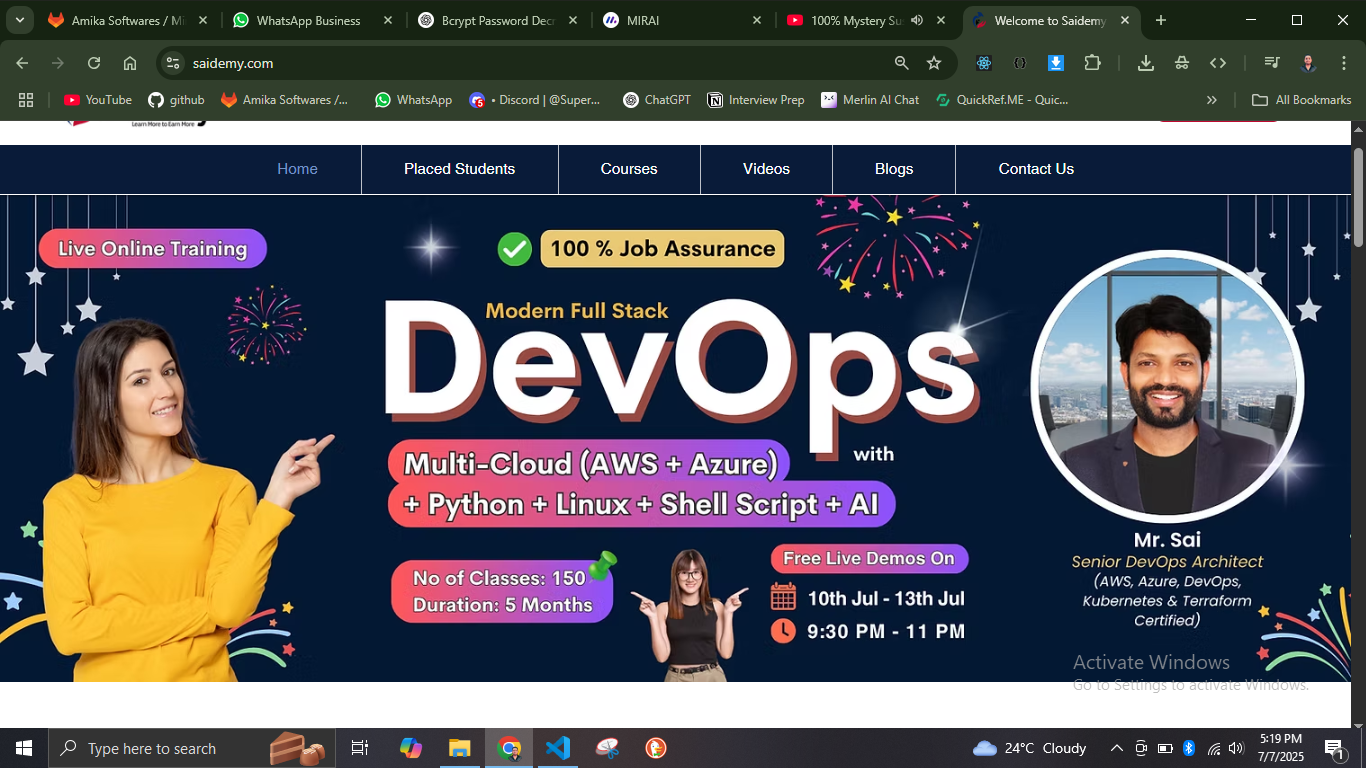 Amika Softwares / Mi
WhatsApp Business
Bcrypt Password Decr
MIRAI
100% Mystery Su
Welcome to Saidemy
saidemy.com
YouTube
github
Amika Softwares /...
WhatsApp
• Discord | @Super...
ChatGPT
Interview Prep
Merlin AI Chat
QuickRef.ME - Quic...
All Bookmarks
Learn More to Earn More
Home
Placed Students
Courses
Videos
Blogs
Contact Us
Live Online Training
100 % Job Assurance
Modern Full Stack
DevOps
with
Multi-Cloud (AWS + Azure)
+ Python + Linux + Shell Script + AI
No of Classes: 150
Duration: 5 Months
Free Live Demos On
10th Jul - 13th Jul
9:30 PM - 11 PM
Mr. Sai
Senior DevOps Architect
(AWS, Azure, DevOps,
Kubernetes & Terraform
Certified)
Activate Windows
Go to Settings to activate Windows.
Type here to search
24°C Cloudy
5:19 PM
7/7/2025
1